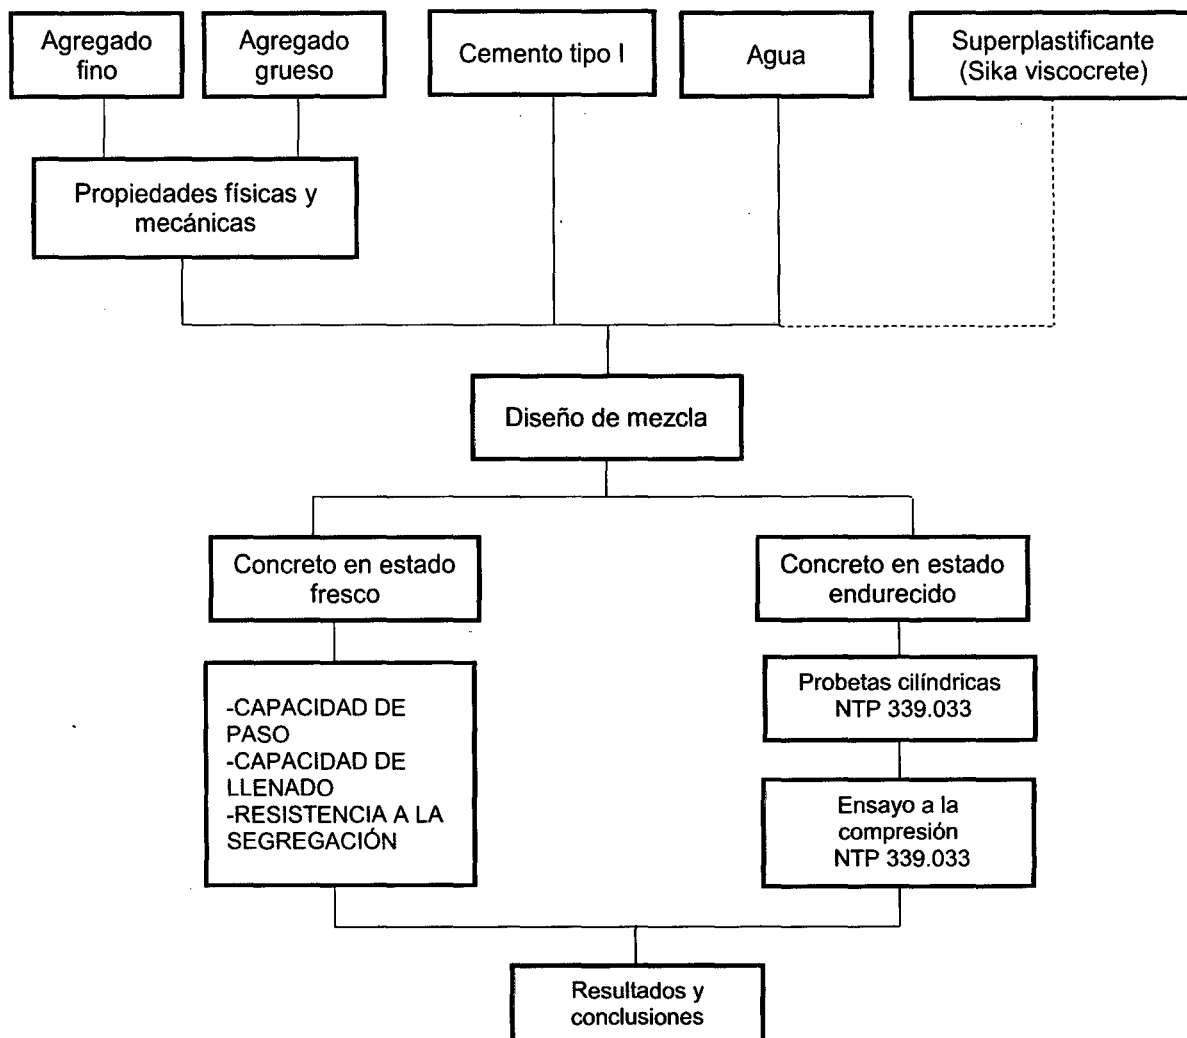 Agregado
fino
Agregado
grueso
Cemento tipo I
Agua
Superplastificante
(Sika viscocrete)
Propiedades físicas y
mecánicas
Diseño de mezcla
Concreto en estado
fresco
Concreto en estado
endurecido
-CAPACIDAD DE
PASO
-CAPACIDAD DE
LLENADO
-RESISTENCIA A LA
SEGREGACIÓN
Probetas cilíndricas
NTP 339.033
Ensayo a la
compresión
NTP 339.033
Resultados y
conclusiones